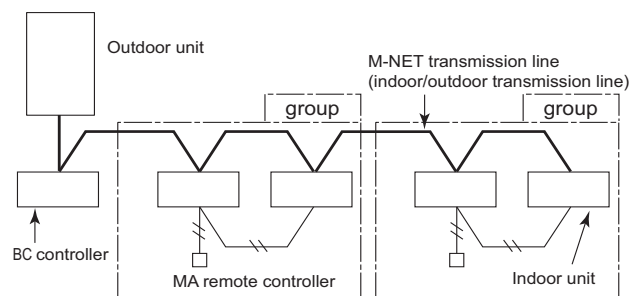 Outdoor unit
M-NET transmission line
(indoor/outdoor transmission line)
group
group
BC controller
MA remote controller
Indoor unit